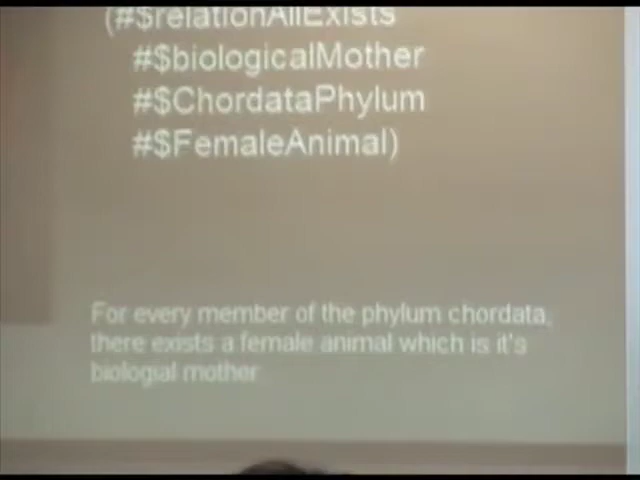 (#$relationAllExists
#$biologicalMother
#$ChordataPhylum
#$FemaleAnimal)
For every member of the phylum chordata,
there exists a female animal which is it's
biologial mother